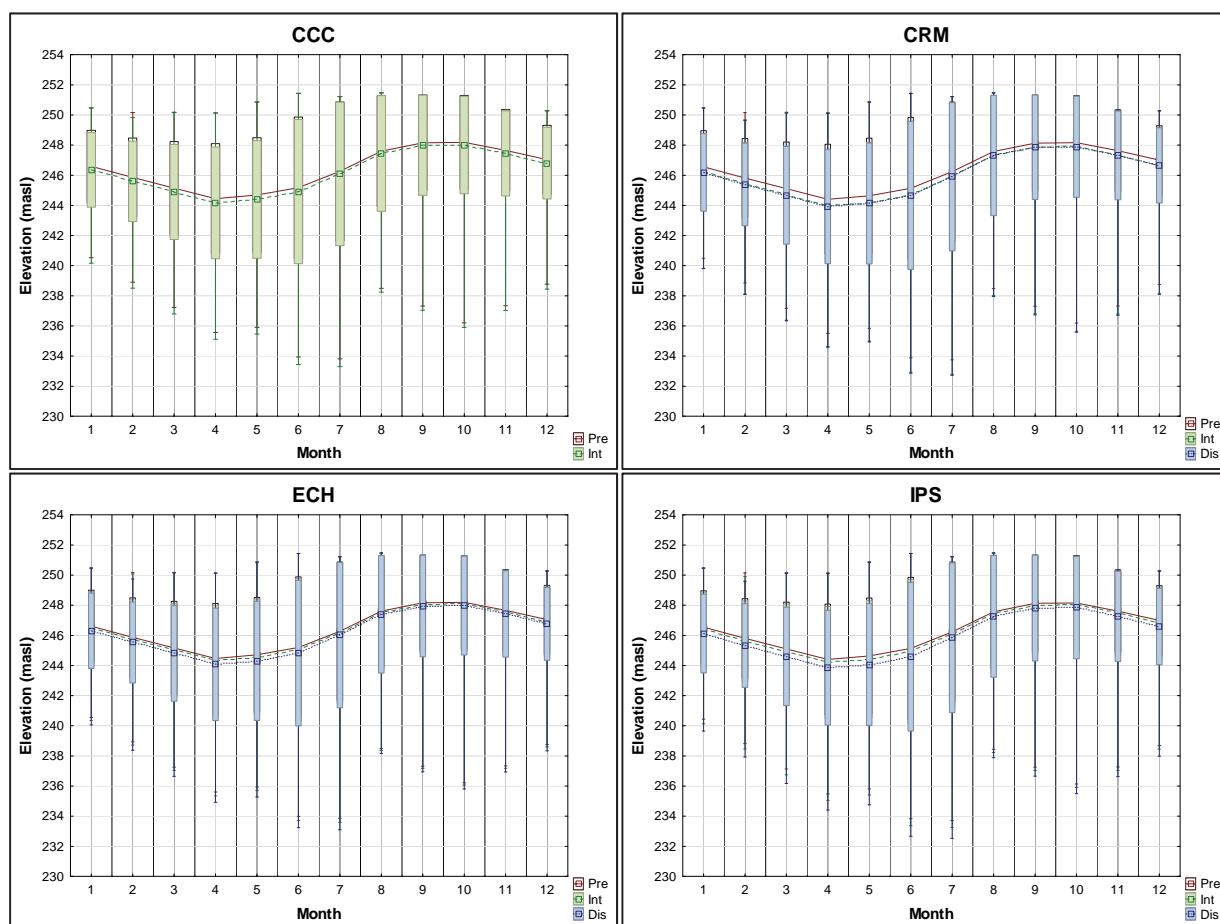 CCC
254
252
250
248
246
244
242
240
238
236
234
232
230
Elevation (masl)
1 2 3 4 5 6 7 8 9 10 11 12
Month
Pre
Int
CRM
254
252
250
248
246
244
242
240
238
236
234
232
230
Elevation (masl)
1 2 3 4 5 6 7 8 9 10 11 12
Month
Pre
Int
Dis
ECH
254
252
250
248
246
244
242
240
238
236
234
232
230
Elevation (masl)
1 2 3 4 5 6 7 8 9 10 11 12
Month
Pre
Int
Dis
IPS
254
252
250
248
246
244
242
240
238
236
234
232
230
Elevation (masl)
1 2 3 4 5 6 7 8 9 10 11 12
Month
Pre
Int
Dis